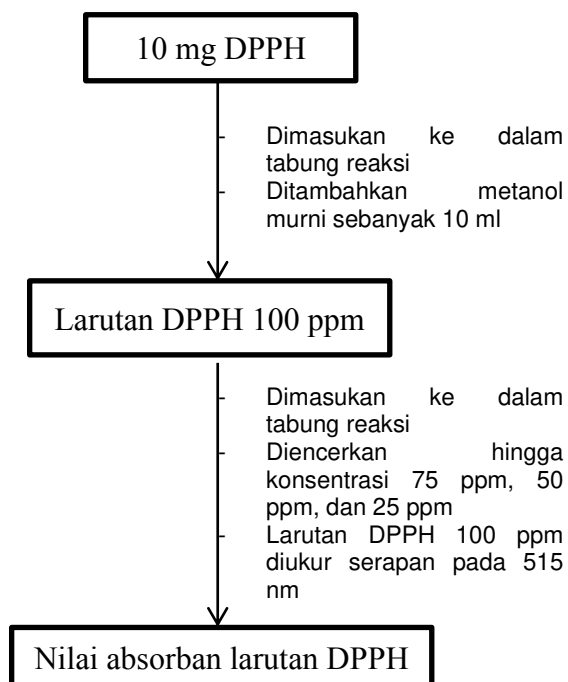 10 mg DPPH
- Dimasukan ke dalam
tabung reaksi
- Ditambahkan metanol
murni sebanyak 10 ml
Larutan DPPH 100 ppm
- Dimasukan ke dalam
tabung reaksi
- Diencerkan hingga
konsentrasi 75 ppm, 50
ppm, dan 25 ppm
- Larutan DPPH 100 ppm
diukur serapan pada 515
nm
Nilai absorban larutan DPPH